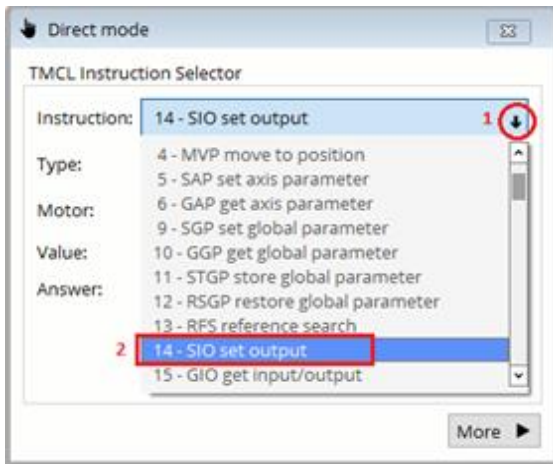 Direct mode
TMCL Instruction Selector
Instruction: 14 - SIO set output 1
Type:
Motor:
Value:
Answer:
4 - MVP move to position
5 - SAP set axis parameter
6 - GAP get axis parameter
9 - SGP set global parameter
10 - GGP get global parameter
11 - STGP store global parameter
12 - RSGP restore global parameter
13 - RFS reference search
2 14 - SIO set output
15 - GIO get input/output
More